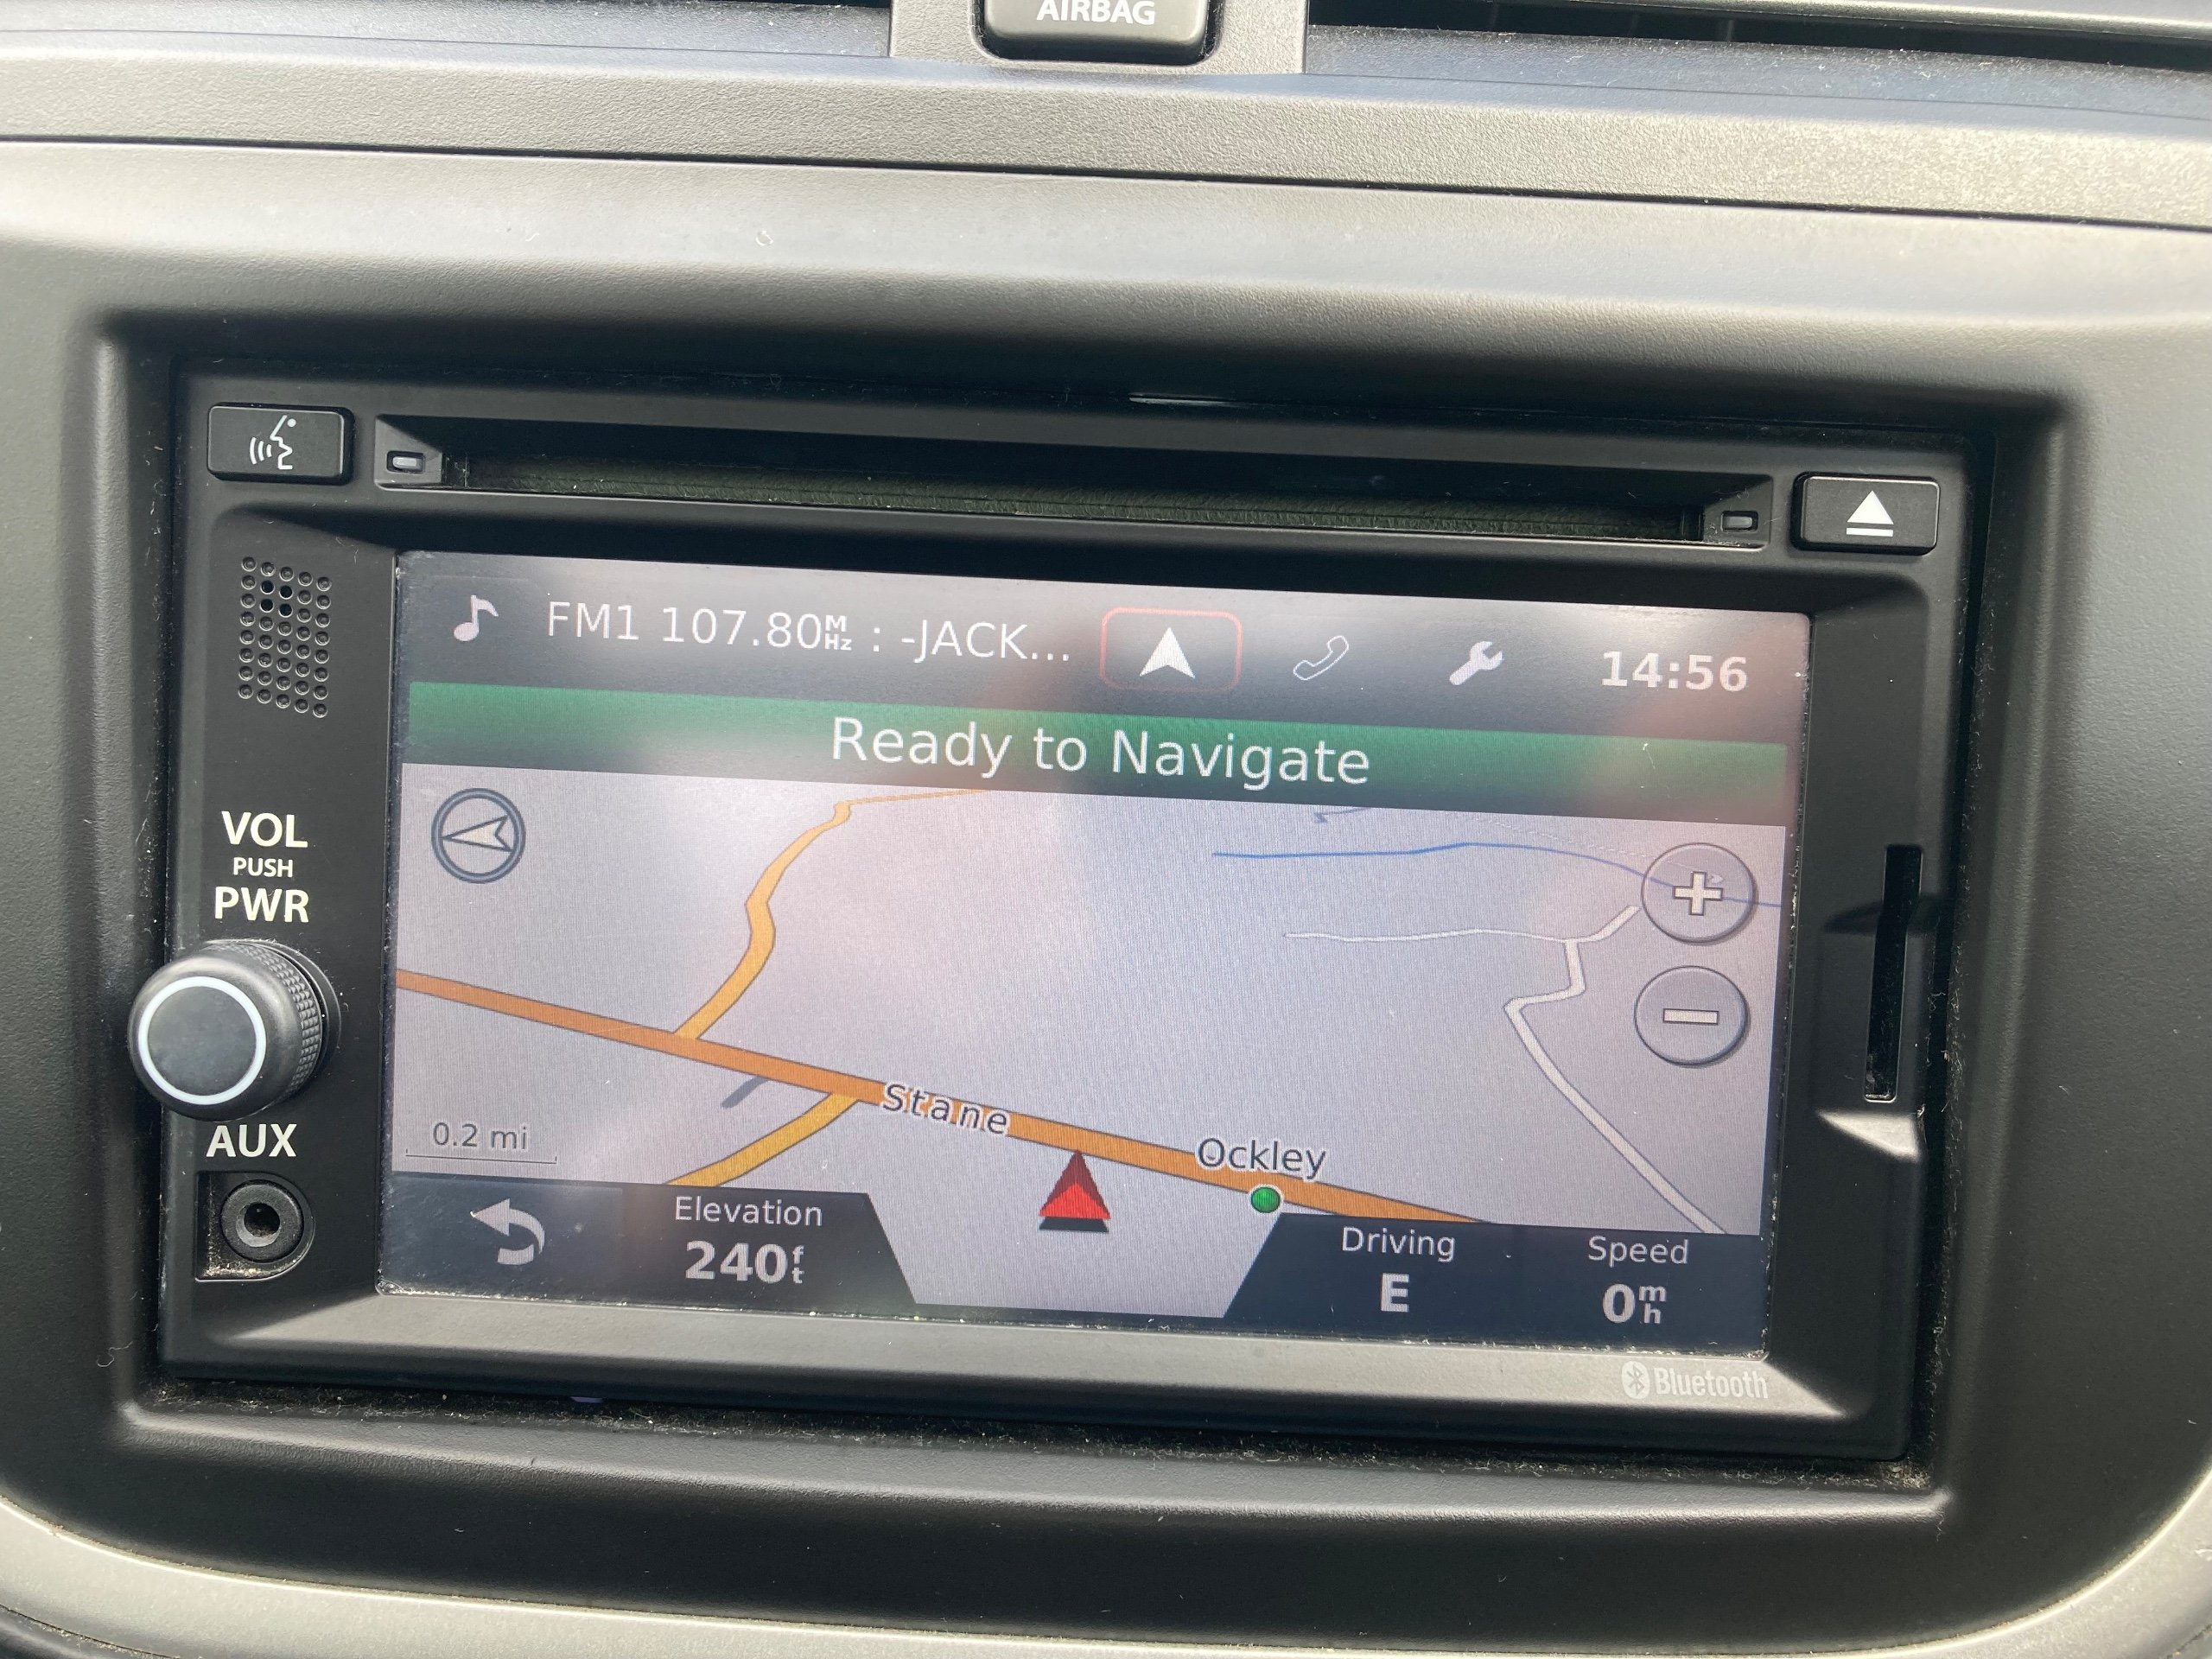 AIRBAG
FM1 107.80MHz : -JACK...
14:56
Ready to Navigate
VOL
PUSH
PWR
AUX
Stane
Ockley
0.2 mi
Elevation
240ft
Driving
E
Speed
0mh
Bluetooth